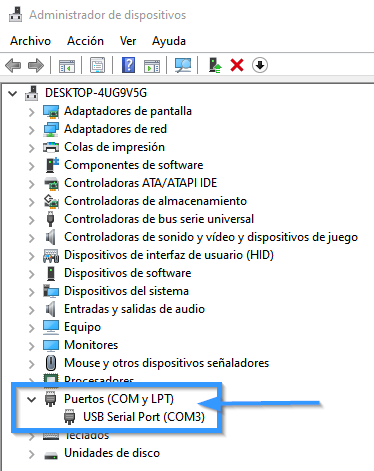 Administrador de dispositivos
Archivo Acción Ver Ayuda
DESKTOP-4UG9V5G
Adaptadores de pantalla
Adaptadores de red
Colas de impresión
Componentes de software
Controladoras ATA/ATAPI IDE
Controladoras de almacenamiento
Controladoras de bus serie universal
Controladoras de sonido y vídeo y dispositivos de juego
Dispositivos de interfaz de usuario (HID)
Dispositivos de software
Dispositivos del sistema
Entradas y salidas de audio
Equipo
Monitores
Mouse y otros dispositivos señaladores
Procesadores
Puertos (COM y LPT)
USB Serial Port (COM3)
Teclados
Unidades de disco